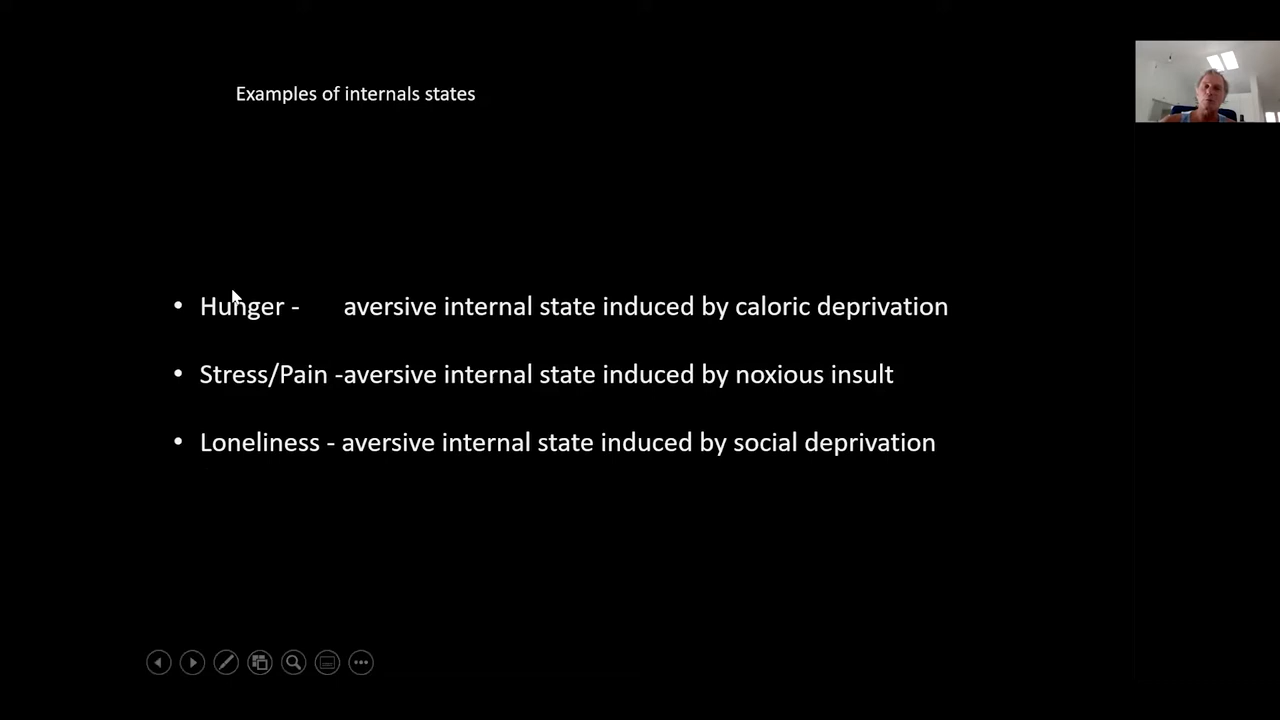 Examples of internals states
• Hunger - aversive internal state induced by caloric deprivation
• Stress/Pain -aversive internal state induced by noxious insult
• Loneliness - aversive internal state induced by social deprivation